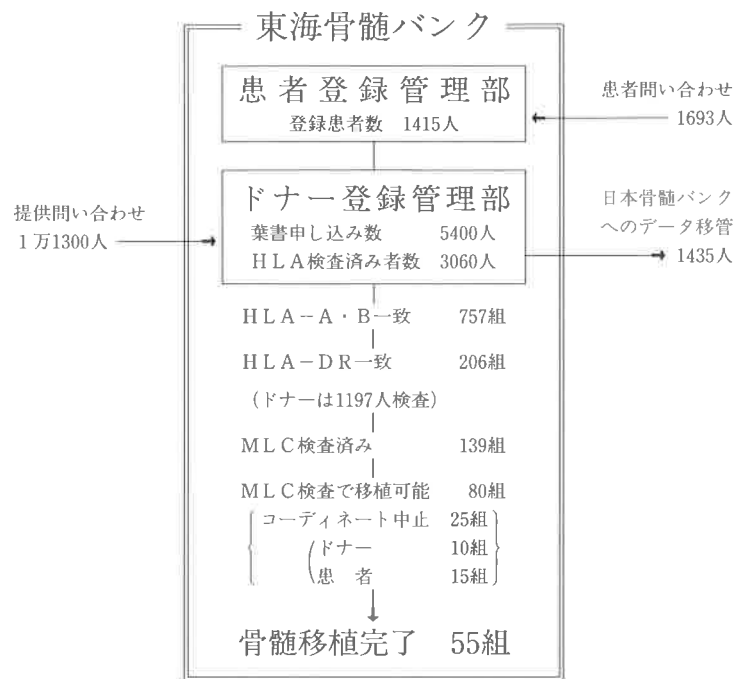 東海骨髄バンク
患者登録管理部
登録患者数 1415人
患者問い合わせ
1693人
ドナー登録管理部
葉書申し込み数 5400人
HLA検査済み者数 3060人
提供問い合わせ
1万1300人
日本骨髄バンク
へのデータ移管
1435人
HLA－A・B一致 757組
HLA－DR一致 206組
(ドナーは1197人検査)
MLC検査済み 139組
MLC検査で移植可能 80組
コーディネート中止 25組
ドナー 10組
患者 15組
骨髄移植完了 55組